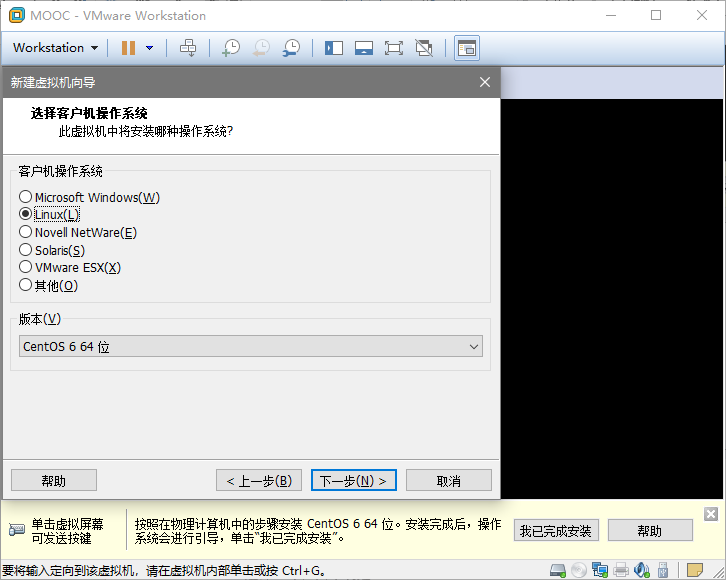 MOOC - VMware Workstation
Workstation
新建虚拟机向导
选择客户机操作系统
此虚拟机中将安装哪种操作系统?
客户机操作系统
Microsoft Windows(W)
Linux(L)
Novell NetWare(E)
Solaris(S)
VMware ESX(X)
其他(O)
版本(V)
CentOS 6 64 位
帮助
< 上一步(B)
下一步(N) >
取消
单击虚拟屏幕
可发送按键
按照在物理计算机中的步骤安装 CentOS 6 64 位。安装完成后，操作
系统会进行引导，单击“我已完成安装”。
我已完成安装
帮助
要将输入定向到该虚拟机，请在虚拟机内部单击或按 Ctrl+G。